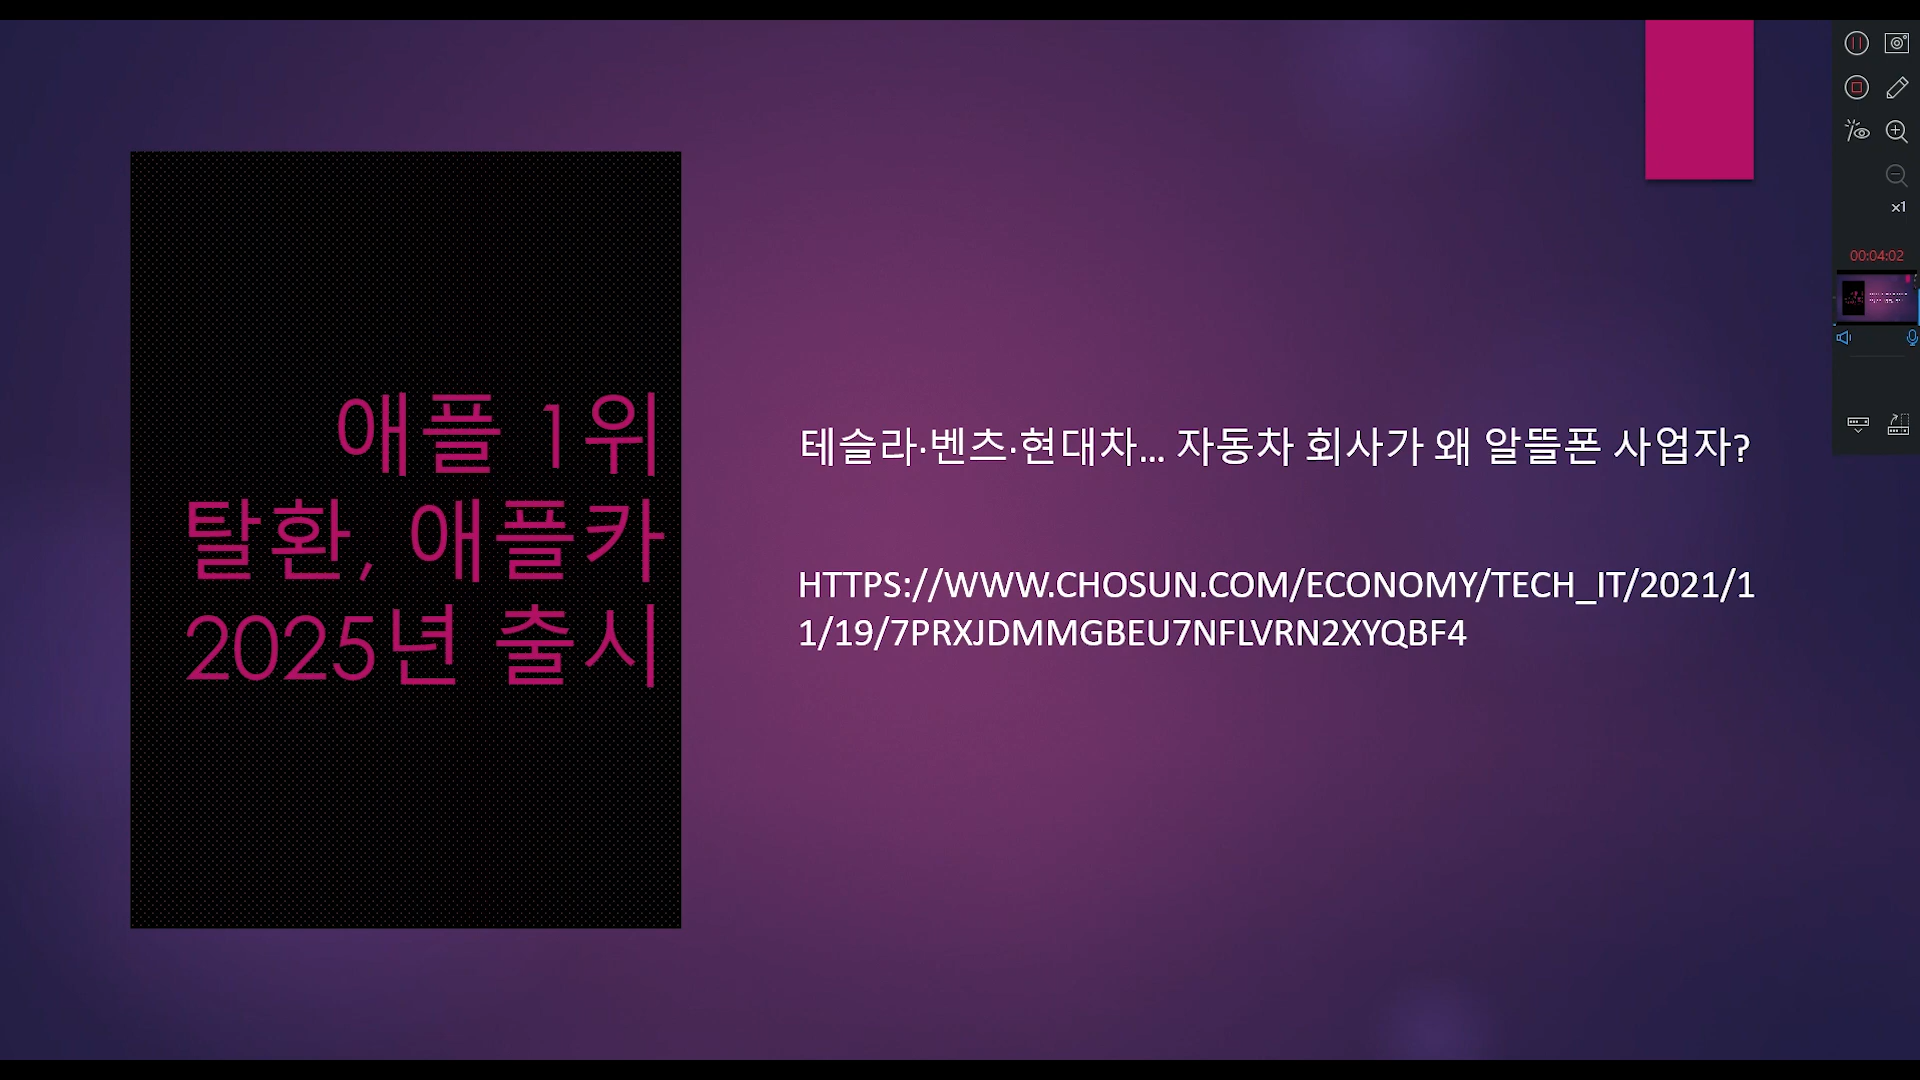 애플 1위
탈환, 애플카
2025년 출시
테슬라·벤츠·현대차... 자동차 회사가 왜 알뜰폰 사업자?
HTTPS://WWW.CHOSUN.COM/ECONOMY/TECH_IT/2021/1
1/19/7PRXJDMMGBEU7NFLVRN2XYQBF4
x1
00:04:02